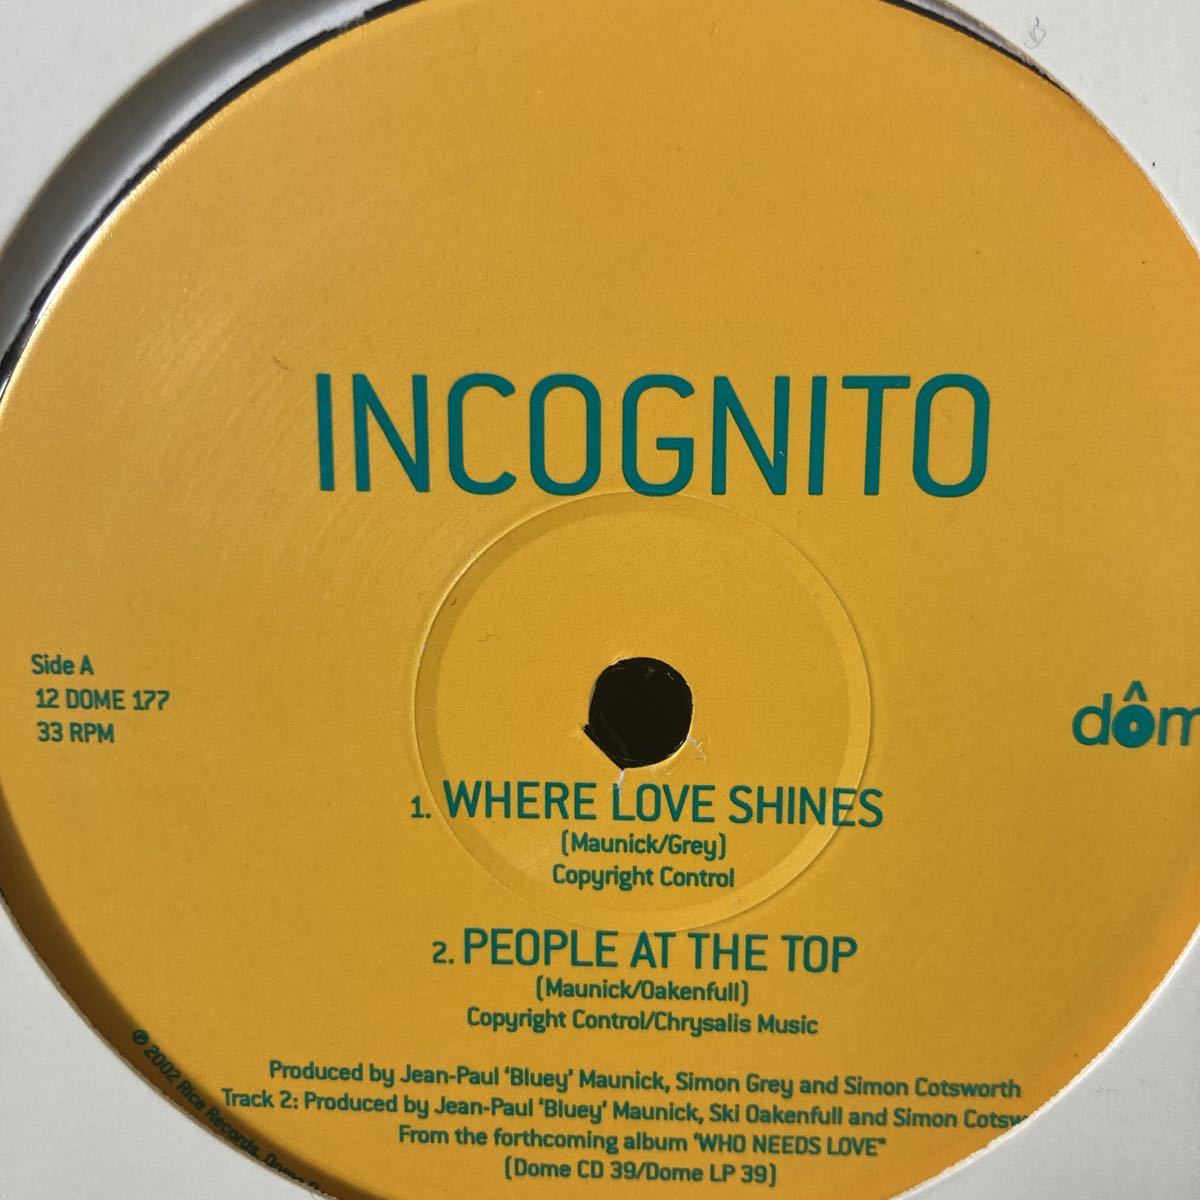 INCOGNITO
Side A
12 DOME 177
33 RPM
dôm
1. WHERE LOVE SHINES
(Maunick/Grey)
Copyright Control
2. PEOPLE AT THE TOP
(Maunick/Oakenfull)
Copyright Control/Chrysalis Music
Produced by Jean-Paul 'Bluey' Maunick, Simon Grey and Simon Cotsworth
Track 2: Produced by Jean-Paul 'Bluey' Maunick, Ski Oakenfull and Simon Cotsw
From the forthcoming album 'WHO NEEDS LOVE"
(Dome CD 39/Dome LP 39)
℗ 2002 Rice Records,